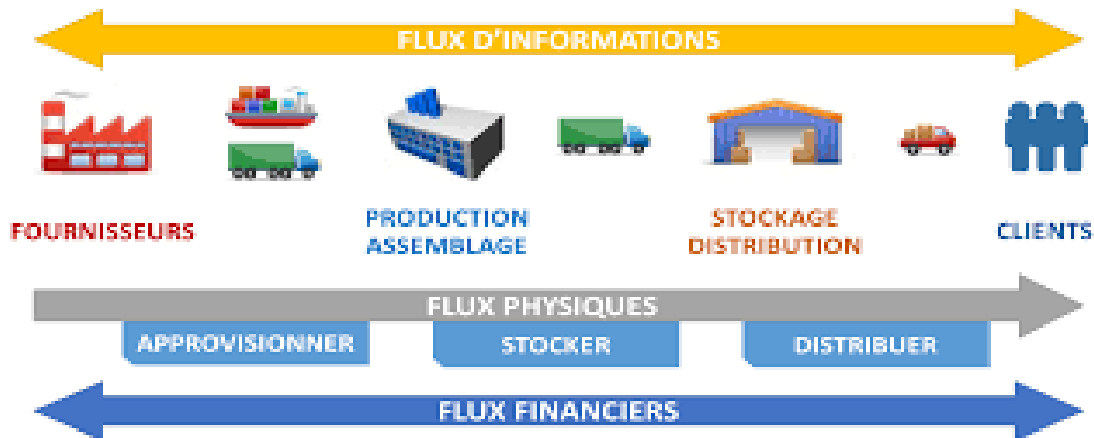 FLUX D'INFORMATIONS
FOURNISSEURS
PRODUCTION
ASSEMBLAGE
STOCKAGE
DISTRIBUTION
CLIENTS
FLUX PHYSIQUES
APPROVISIONNER
STOCKER
DISTRIBUER
FLUX FINANCIERS